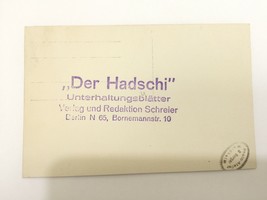 „Der Hadschi"
Unterhaltungsblätter
Verlag und Redaktion Schreier
Berlin N 65, Bornemannstr. 10